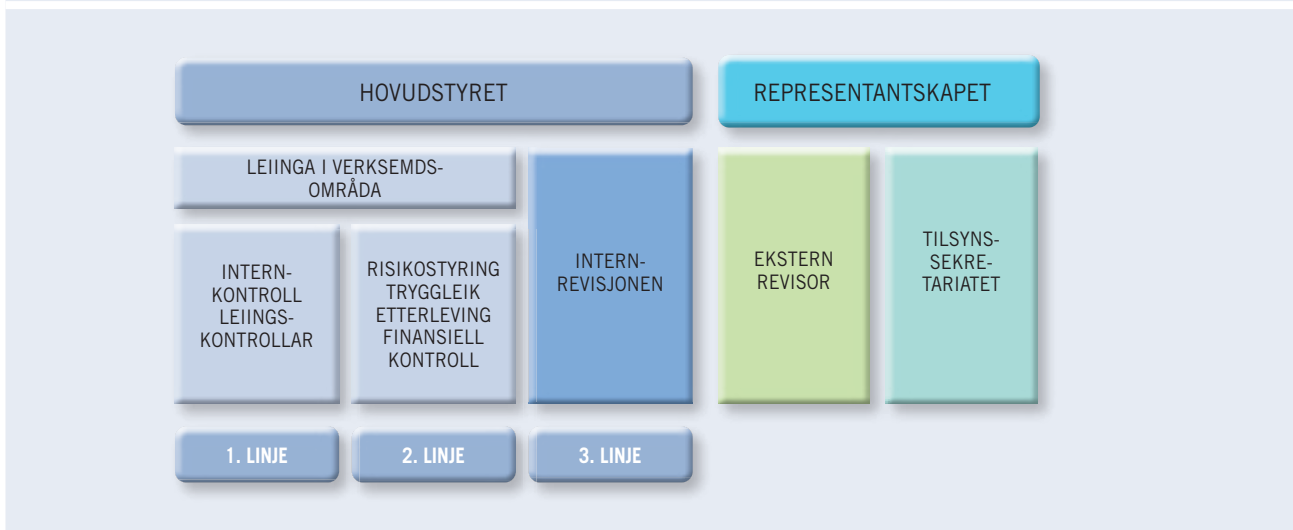 HOVUDSTYRET
REPRESENTANTSKAPET
LEIINGA I VERKSEMDS-
OMRÅDA
INTERN-
KONTROLL
LEIINGS-
KONTROLLAR
RISIKOSTYRING
TRYGGLEIK
ETTERLEVING
FINANSIELL
KONTROLL
INTERN-
REVISJONEN
EKSTERN
REVISOR
TILSYNS-
SEKRE-
TARIATET
1. LINJE
2. LINJE
3. LINJE